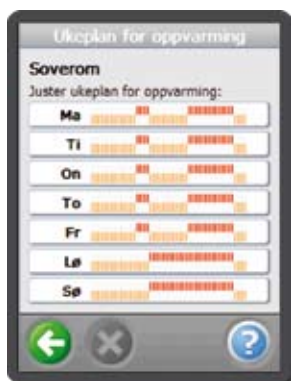 Ukeplan for oppvarming
Soverom
Juster ukeplan for oppvarming:
Ma
Ti
On
To
Fr
Lø
Sø
?